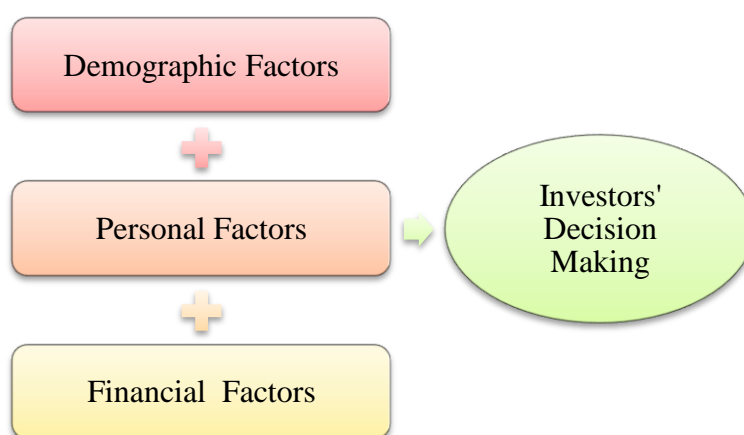 Demographic Factors
Personal Factors
Investors'
Decision
Making
Financial Factors